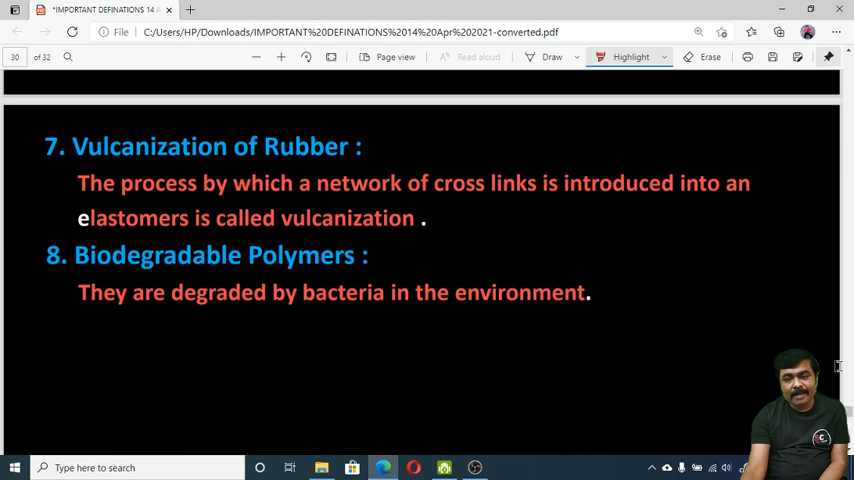 *IMPORTANT DEFINATIONS 14 A
File C:/Users/HP/Downloads/IMPORTANT%20DEFINATIONS%2014%20Apr%202021-converted.pdf
30 of 32 Page view Read aloud Draw Highlight Erase
7. Vulcanization of Rubber :
The process by which a network of cross links is introduced into an
elastomers is called vulcanization .
8. Biodegradable Polymers :
They are degraded by bacteria in the environment.
Type here to search